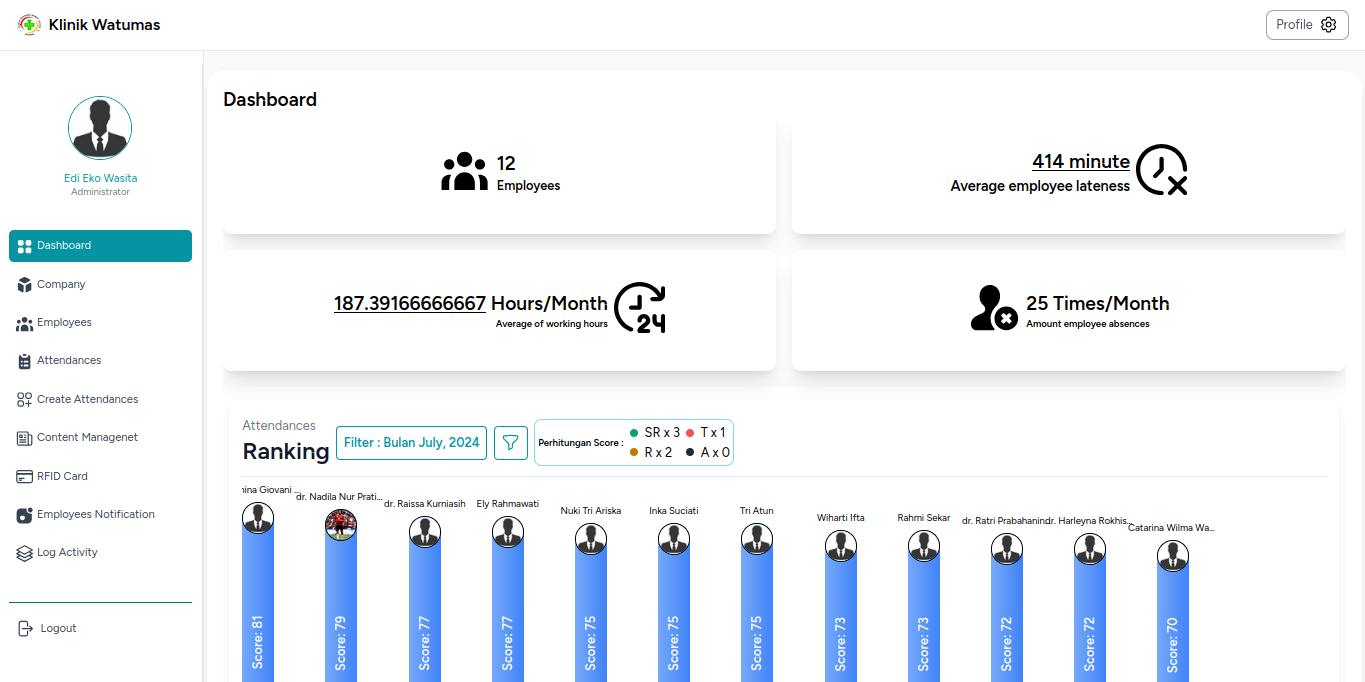 Klinik Watumas
Profile
Edi Eko Wasita
Administrator
Dashboard
Company
Employees
Attendances
Create Attendances
Content Managenet
RFID Card
Employees Notification
Log Activity
Logout
Dashboard
12
Employees
414 minute
Average employee lateness
187.39166666667 Hours/Month
Average of working hours
24
25 Times/Month
Amount employee absences
Attendances
Ranking
Filter : Bulan July, 2024
Perhitungan Score :
SR x 3
T x 1
R x 2
A x 0
ina Giovani ...
dr. Nadila Nur Prati...
dr. Raissa Kurniasih
Ely Rahmawati
Nuki Tri Ariska
Inka Suciati
Tri Atun
Wiharti Ifta
Rahmi Sekar
dr. Ratri Prabahanin
dr. Harleyna Rokhis...
Catarina Wilma Wa...
Score: 81
Score: 79
Score: 77
Score: 77
Score: 75
Score: 75
Score: 75
Score: 73
Score: 73
Score: 72
Score: 72
Score: 70